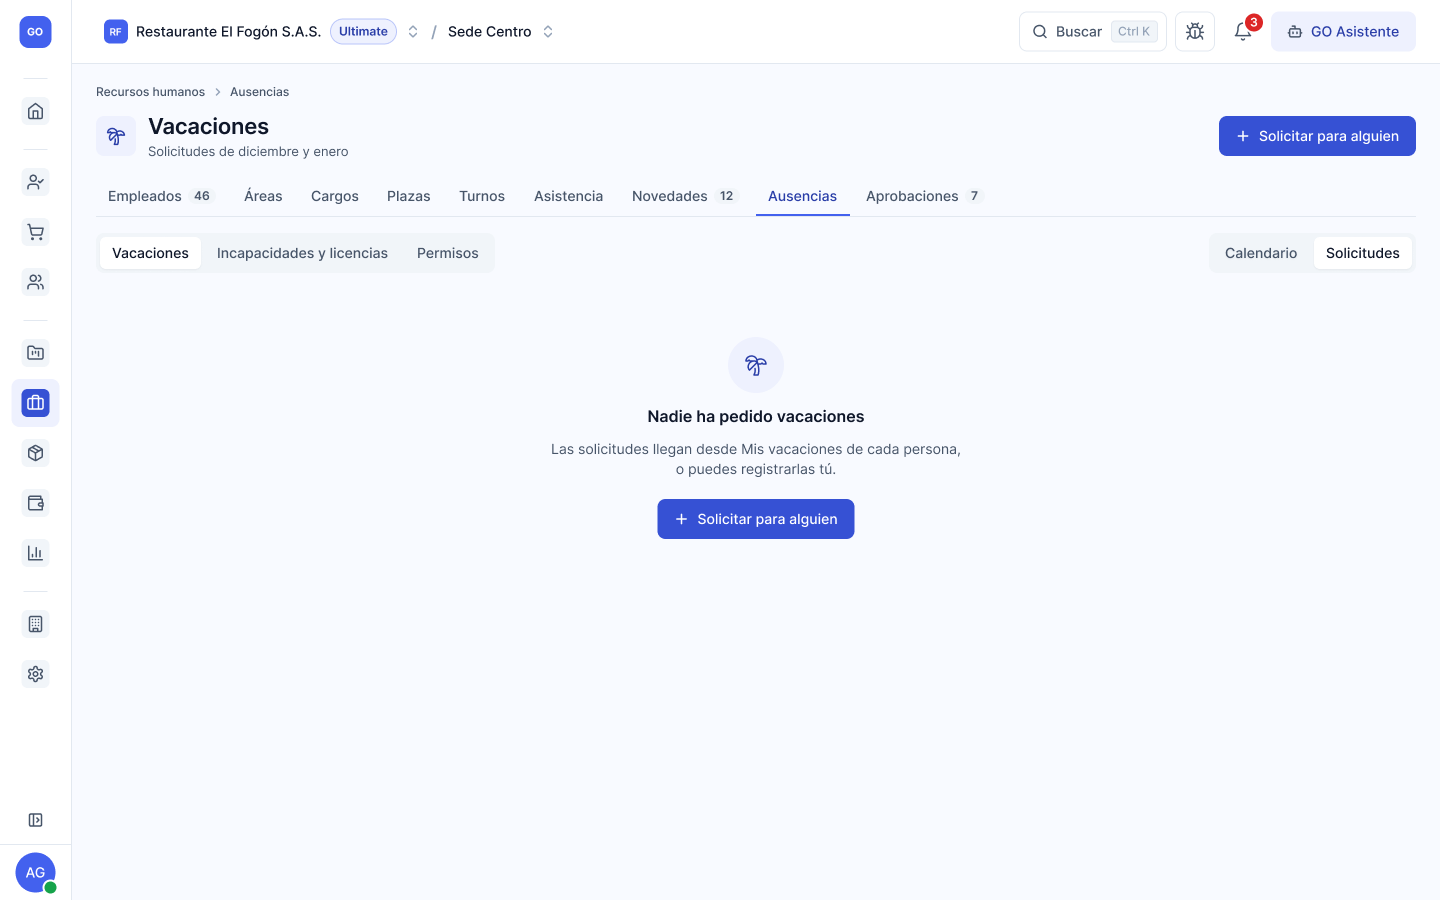 GO
RF
Restaurante El Fogón S.A.S.
Ultimate
/
Sede Centro
Buscar
Ctrl K
3
GO Asistente
Recursos humanos
Ausencias
Vacaciones
Solicitudes de diciembre y enero
Solicitar para alguien
Empleados 46
Áreas
Cargos
Plazas
Turnos
Asistencia
Novedades 12
Ausencias
Aprobaciones 7
Vacaciones
Incapacidades y licencias
Permisos
Calendario
Solicitudes
Nadie ha pedido vacaciones
Las solicitudes llegan desde Mis vacaciones de cada persona,
o puedes registrarlas tú.
Solicitar para alguien
AG